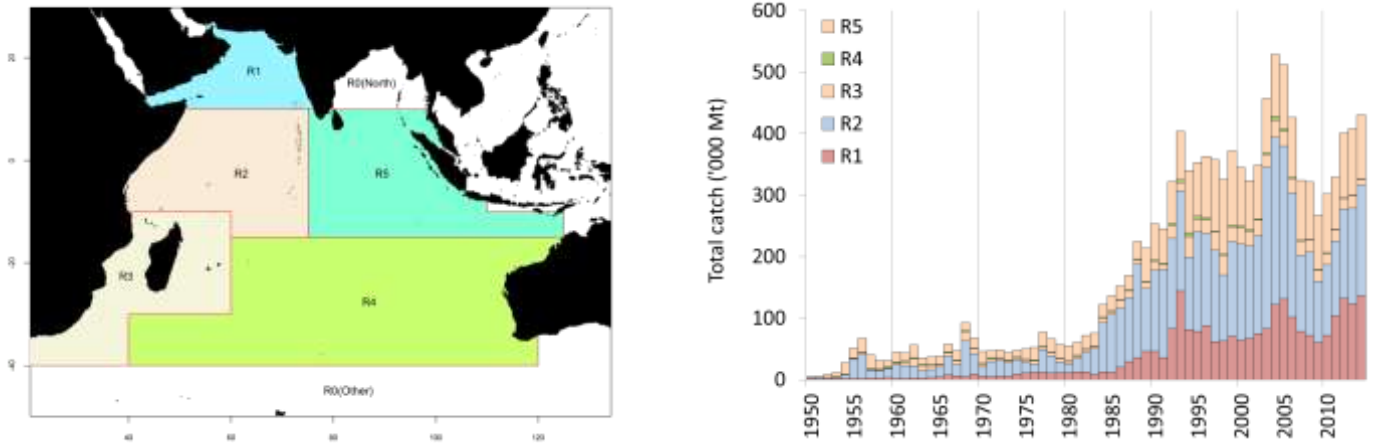 R1
R0(North)
R2
R5
R3
R4
R0(Other)
20
0
-20
-40
40
60
80
100
120
Total catch ('000 Mt)
600
500
400
300
200
100
0
R5
R4
R3
R2
R1
1950
1955
1960
1965
1970
1975
1980
1985
1990
1995
2000
2005
2010